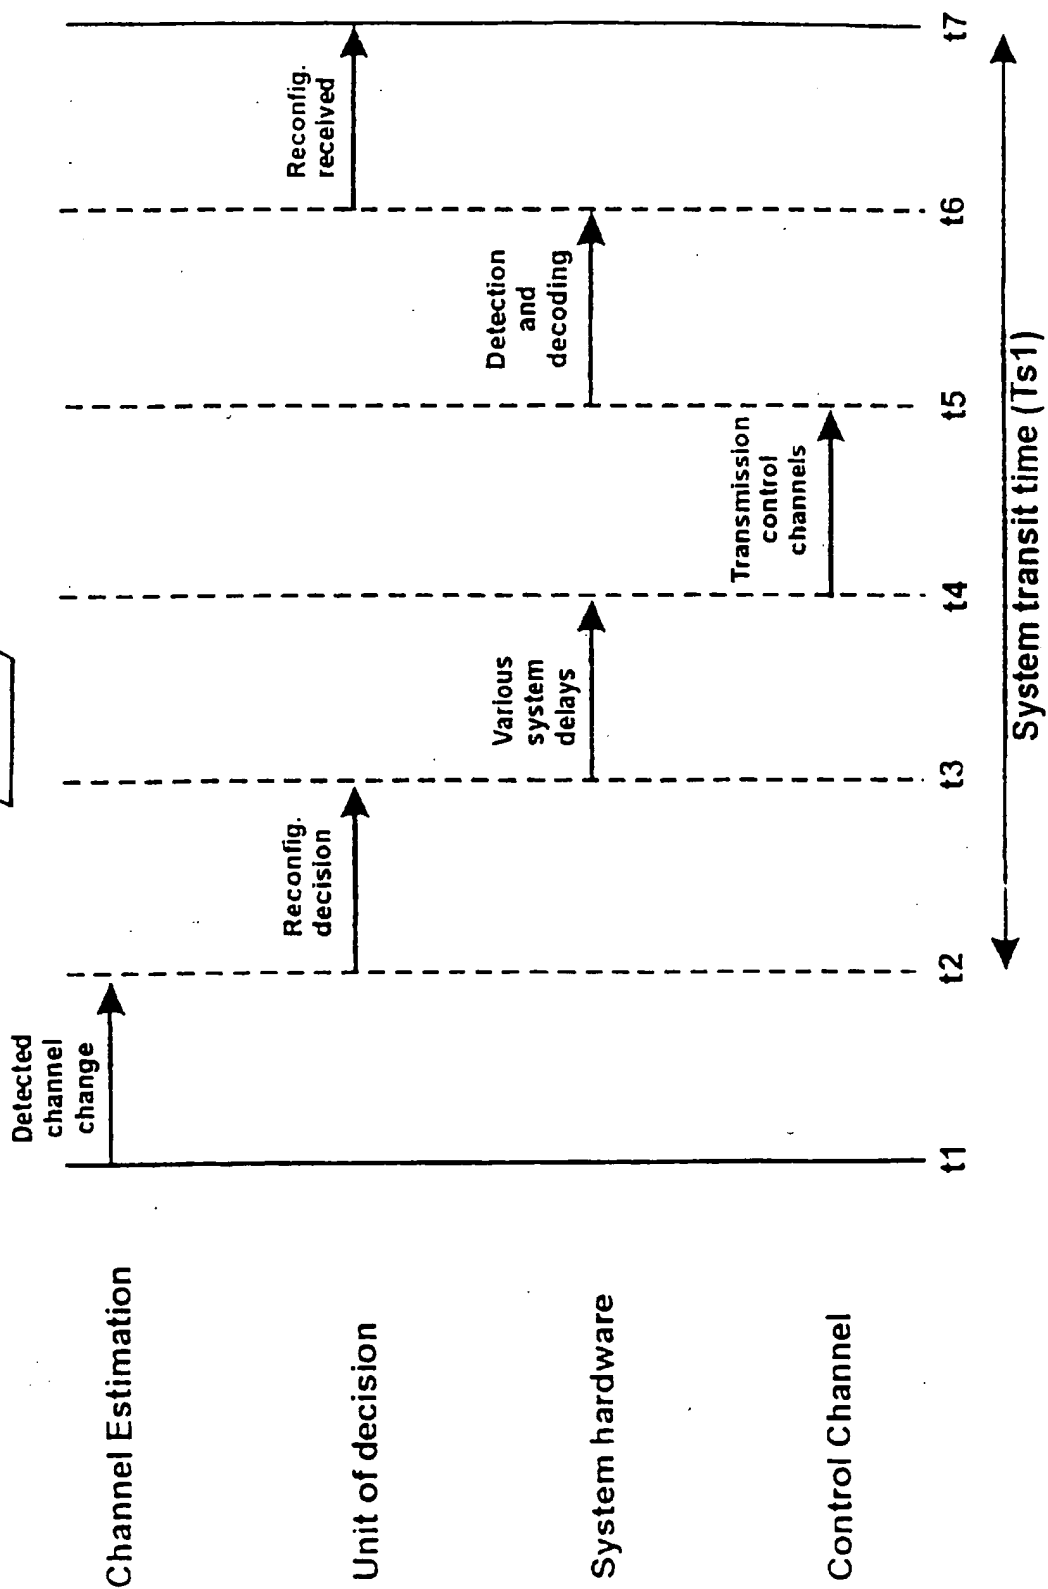 Channel Estimation
Unit of decision
System hardware
Control Channel
Detected
channel
change
Reconfig.
decision
Various
system
delays
Transmission
control
channels
Detection
and
decoding
Reconfig.
received
t1
t2
t3
t4
t5
t6
t7
System transit time (Ts1)